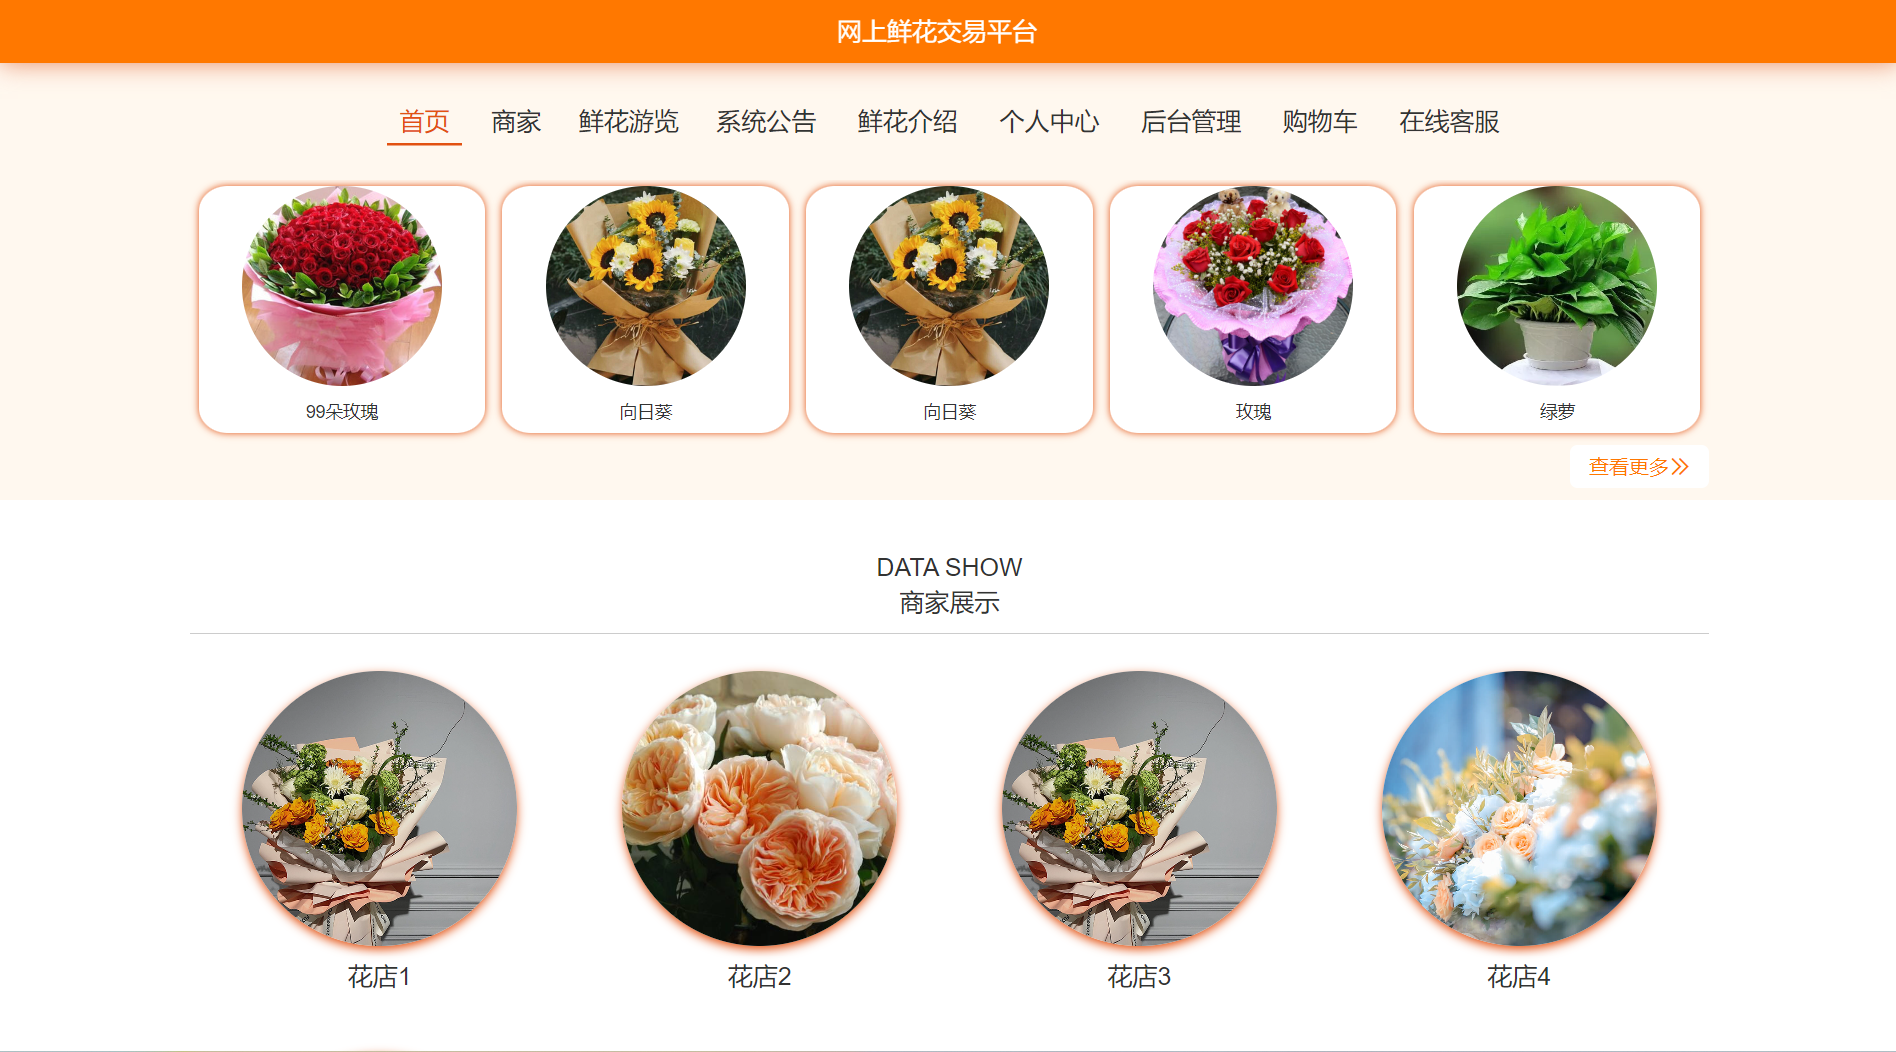 网上鲜花交易平台
首页 商家 鲜花游览 系统公告 鲜花介绍 个人中心 后台管理 购物车 在线客服
99朵玫瑰 向日葵 向日葵 玫瑰 绿萝
查看更多
DATA SHOW
商家展示
花店1 花店2 花店3 花店4